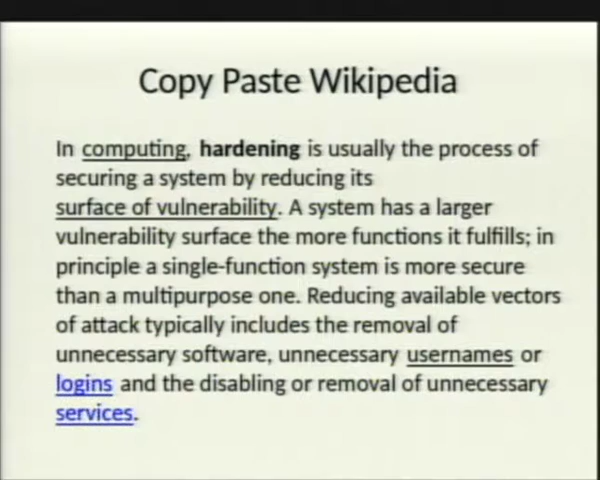 Copy Paste Wikipedia
In computing, hardening is usually the process of
securing a system by reducing its
surface of vulnerability. A system has a larger
vulnerability surface the more functions it fulfills; in
principle a single-function system is more secure
than a multipurpose one. Reducing available vectors
of attack typically includes the removal of
unnecessary software, unnecessary usernames or
logins and the disabling or removal of unnecessary
services.